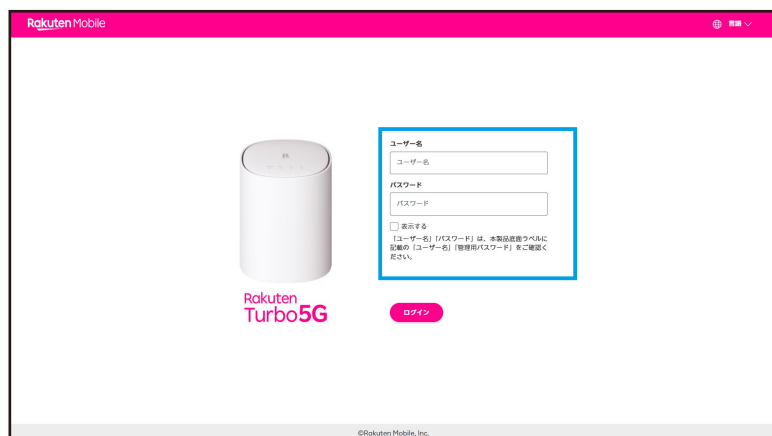 Rakuten Mobile
言語
ユーザー名
ユーザー名
パスワード
パスワード
表示する
「ユーザー名」「パスワード」は、本製品底面ラベルに
記載の「ユーザー名」「管理用パスワード」をご確認く
ださい。
R
Rakuten
Turbo 5G
ログイン
©Rakuten Mobile, Inc.